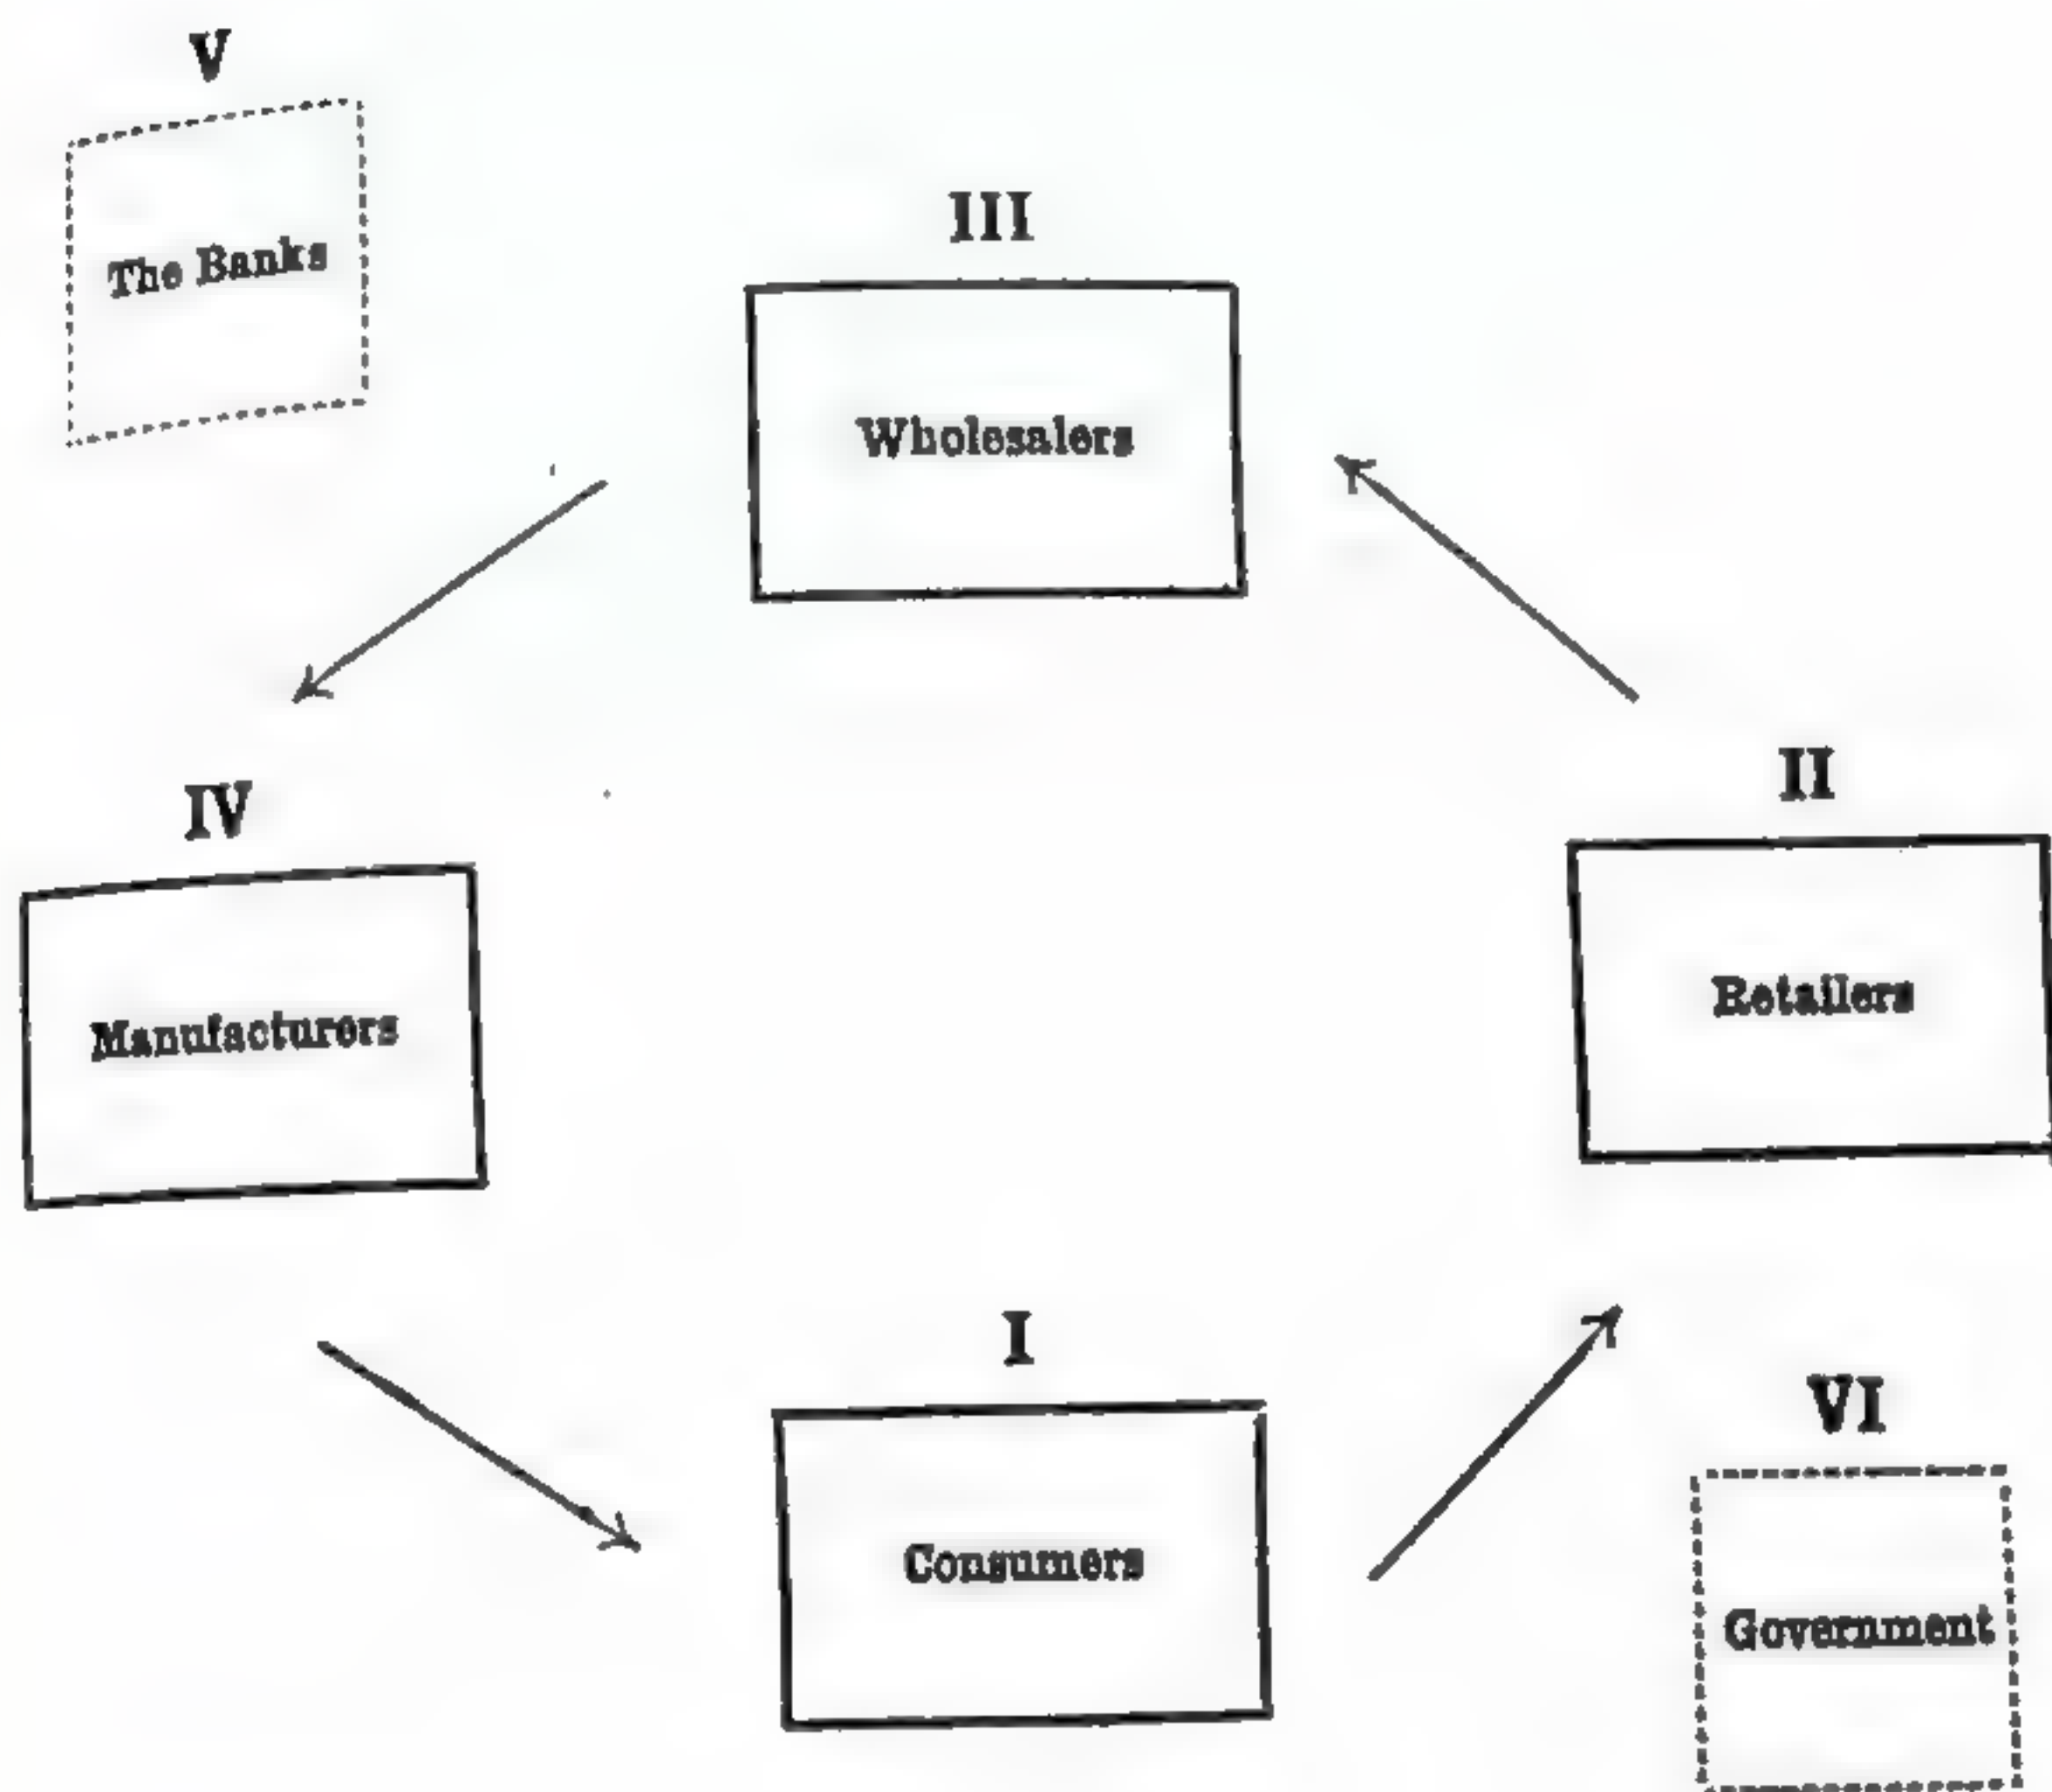 V
The Banks
III
Wholesalers
IV
Manufacturers
II
Retailers
I
Consumers
VI
Government